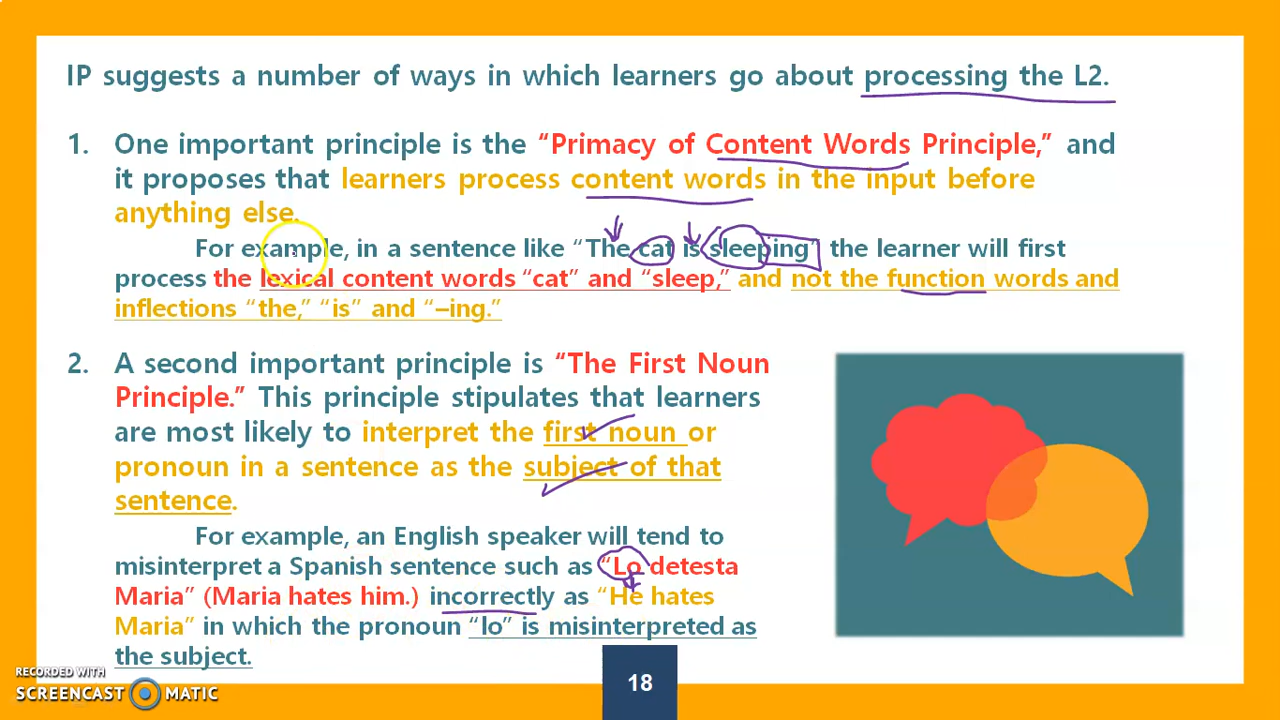 IP suggests a number of ways in which learners go about processing the L2.
1. One important principle is the “Primacy of Content Words Principle,” and
it proposes that learners process content words in the input before
anything else.
For example, in a sentence like “The cat is sleeping” the learner will first
process the lexical content words “cat” and “sleep,” and not the function words and
inflections “the,” “is” and “–ing.”
2. A second important principle is “The First Noun
Principle.” This principle stipulates that learners
are most likely to interpret the first noun or
pronoun in a sentence as the subject of that
sentence.
For example, an English speaker will tend to
misinterpret a Spanish sentence such as “Lo detesta
Maria” (Maria hates him.) incorrectly as “He hates
Maria” in which the pronoun “lo” is misinterpreted as
the subject.
18
RECORDED WITH
SCREENCAST MATIC